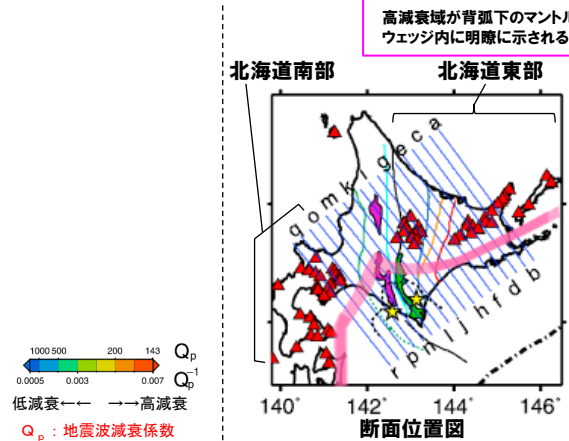 高減衰域が背弧下のマントル
ウェッジ内に明瞭に示される
北海道南部
北海道東部
q o m k i g e c a
r p n l j h f d b
140˚ 142˚ 144˚ 146˚
断面位置図
1000 500 200 143 Qp
0.0005 0.003 0.007 Qp⁻¹
低減衰←← →→高減衰
Qp : 地震波減衰係数